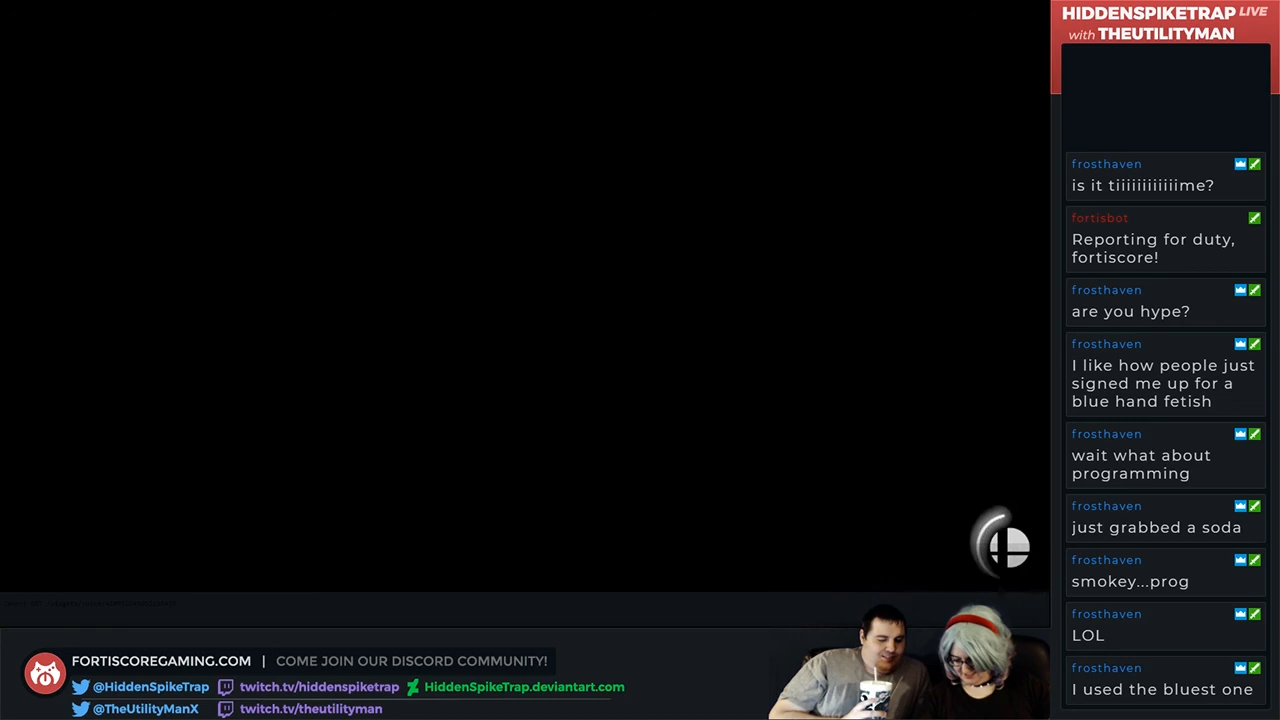 HIDDENSPIKETRAP LIVE
with THEUTILITYMAN
frosthaven
is it tiiiiiiiiiiiime?
fortisbot
Reporting for duty,
fortiscore!
frosthaven
are you hype?
frosthaven
I like how people just
signed me up for a
blue hand fetish
frosthaven
wait what about
programming
frosthaven
just grabbed a soda
frosthaven
smokey...prog
frosthaven
LOL
frosthaven
I used the bluest one
FORTISCOREGAMING.COM | COME JOIN OUR DISCORD COMMUNITY!
@HiddenSpikeTrap twitch.tv/hiddenspiketrap HiddenSpikeTrap.deviantart.com
@TheUtilityManX twitch.tv/theutilityman